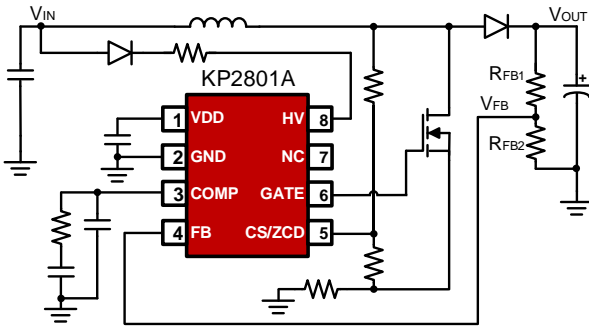 VIN
VOUT
KP2801A
RFB1
VFB
RFB2
1 VDD HV 8
2 GND NC 7
3 COMP GATE 6
4 FB CS/ZCD 5
+